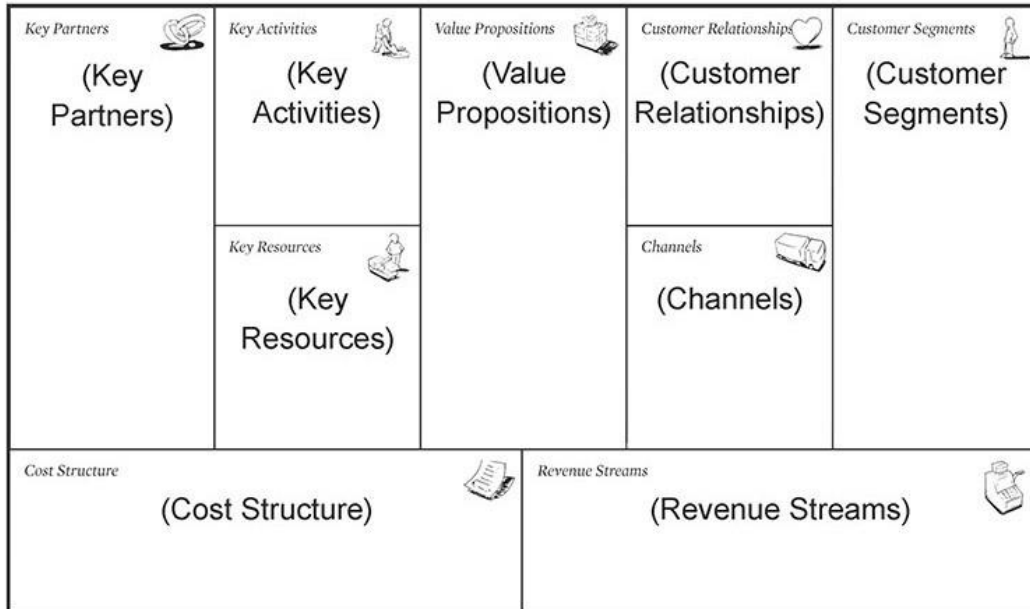 Key Partners
(Key
Partners)
Key Activities
(Key
Activities)
Key Resources
(Key
Resources)
Value Propositions
(Value
Propositions)
Customer Relationships
(Customer
Relationships)
Channels
(Channels)
Customer Segments
(Customer
Segments)
Cost Structure
(Cost Structure)
Revenue Streams
(Revenue Streams)